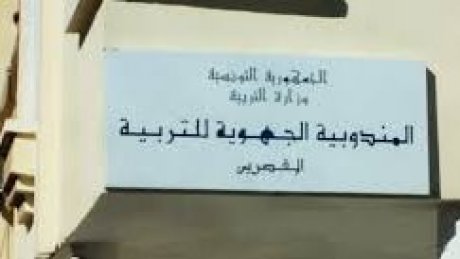 الجمهورية التونسية
وزارة التربية
المندوبية الجهوية للتربية
القصرين